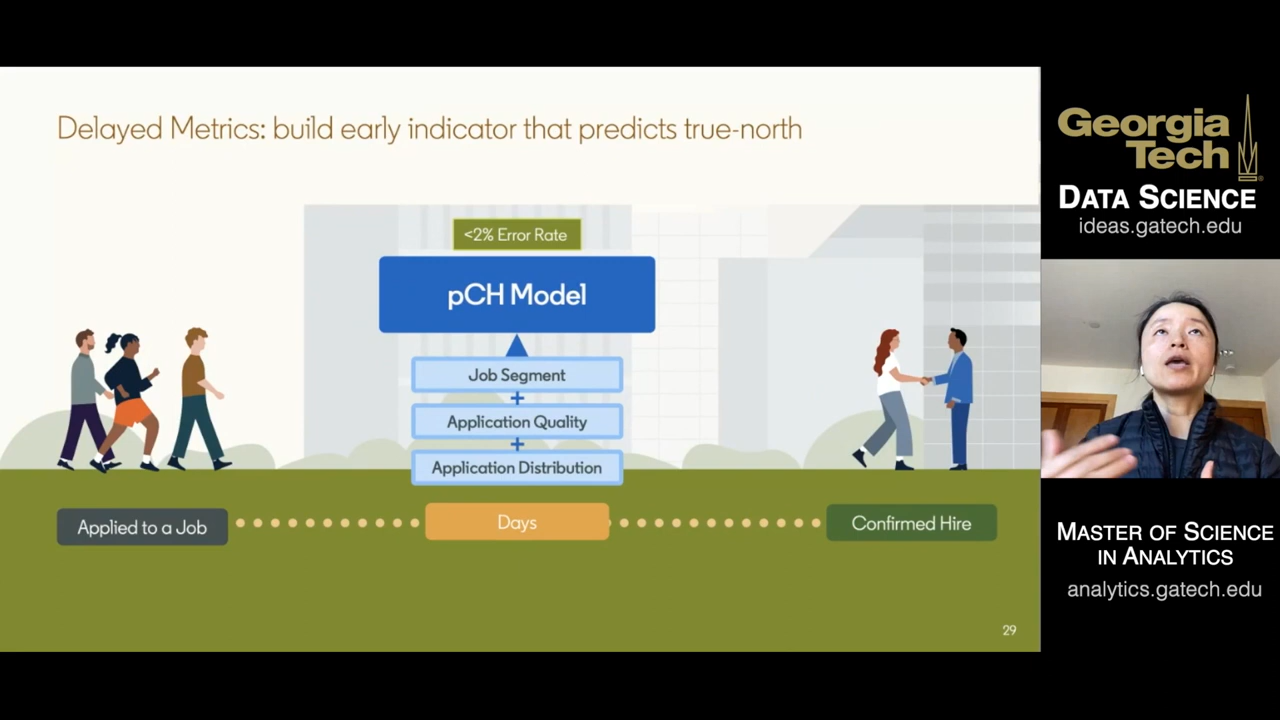 Delayed Metrics: build early indicator that predicts true-north
<2% Error Rate
pCH Model
Job Segment
+
Application Quality
+
Application Distribution
Applied to a Job
Days
Confirmed Hire
29
Georgia
Tech
DATA SCIENCE
ideas.gatech.edu
MASTER OF SCIENCE
IN ANALYTICS
analytics.gatech.edu